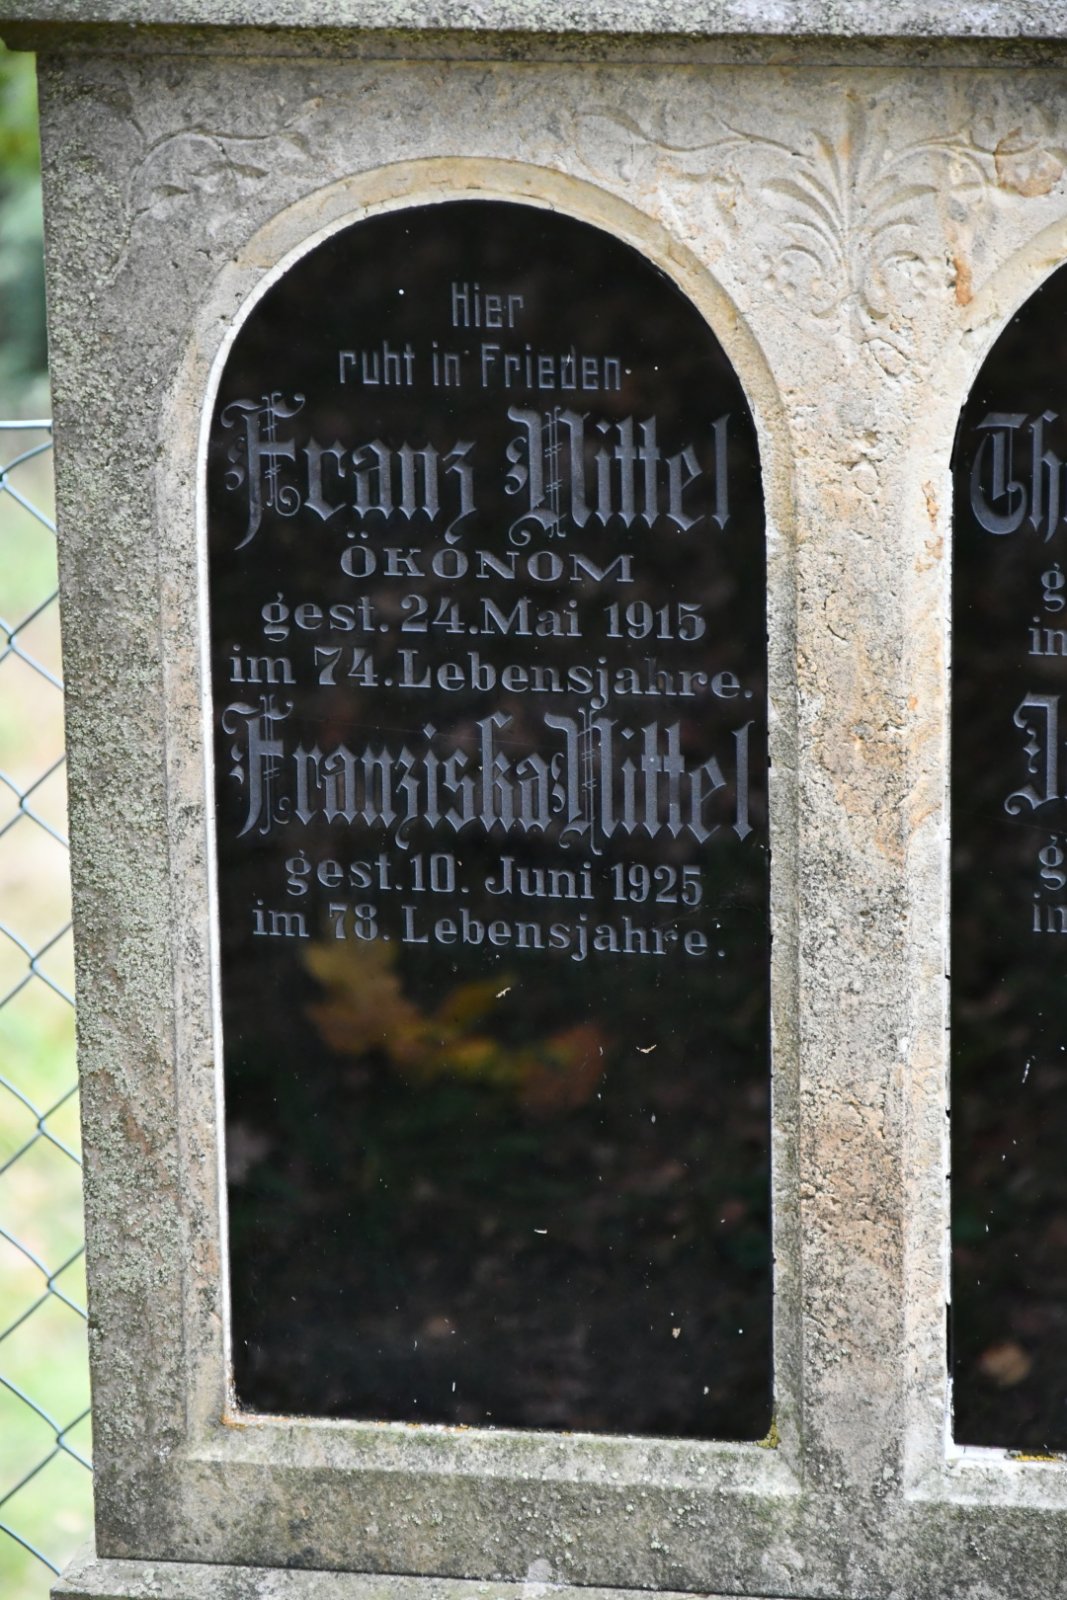 Hier
ruht in Frieden
Franz Nittel
ÖKONOM
gest. 24. Mai 1915
im 74. Lebensjahre.
Franziska Nittel
gest. 10. Juni 1925
im 78. Lebensjahre.